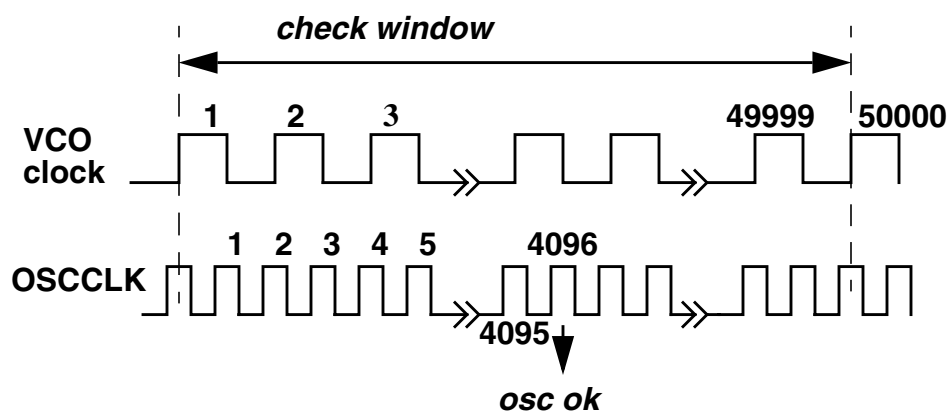 check window
1 2 3 49999 50000
VCO
clock
1 2 3 4 5 4096
OSCCLK
4095
osc ok